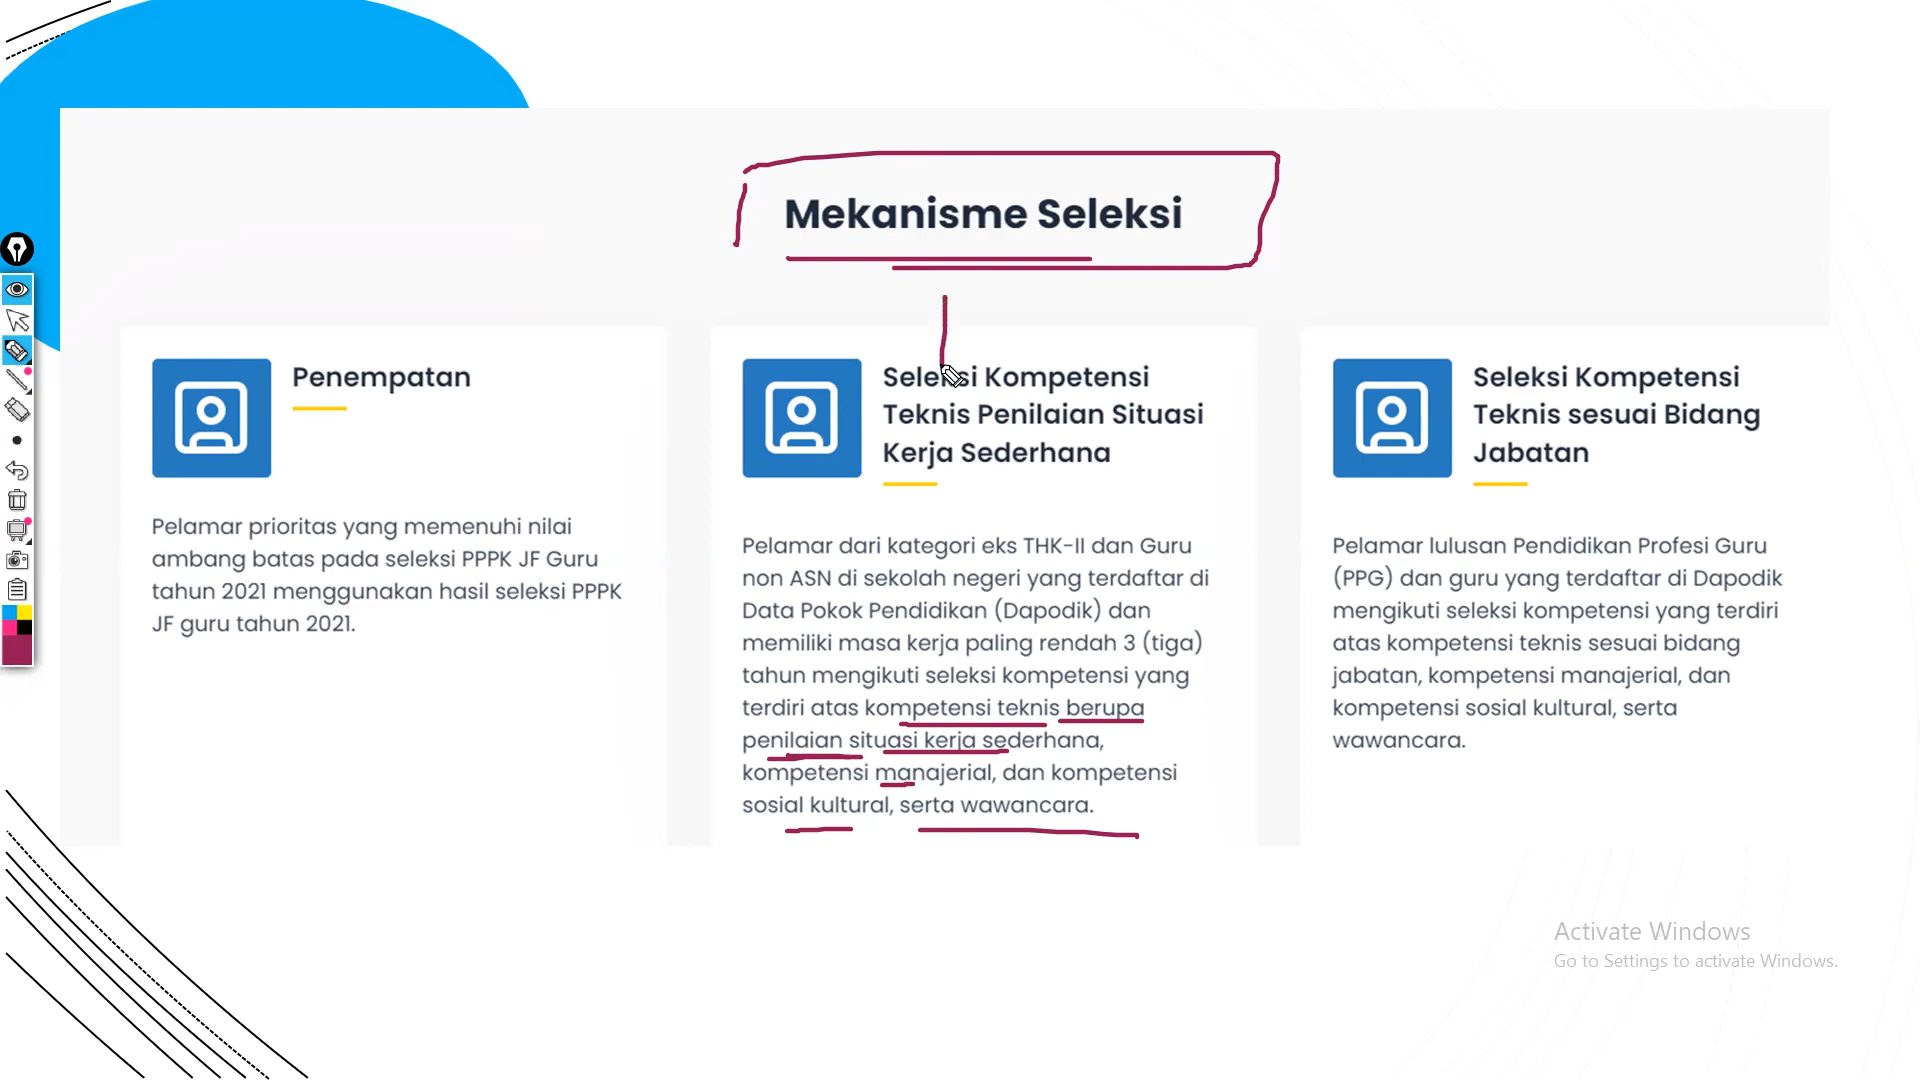 Mekanisme Seleksi
Penempatan
Pelamar prioritas yang memenuhi nilai
ambang batas pada seleksi PPPK JF Guru
tahun 2021 menggunakan hasil seleksi PPPK
JF guru tahun 2021.
Seleksi Kompetensi
Teknis Penilaian Situasi
Kerja Sederhana
Pelamar dari kategori eks THK-II dan Guru
non ASN di sekolah negeri yang terdaftar di
Data Pokok Pendidikan (Dapodik) dan
memiliki masa kerja paling rendah 3 (tiga)
tahun mengikuti seleksi kompetensi yang
terdiri atas kompetensi teknis berupa
penilaian situasi kerja sederhana,
kompetensi manajerial, dan kompetensi
sosial kultural, serta wawancara.
Seleksi Kompetensi
Teknis sesuai Bidang
Jabatan
Pelamar lulusan Pendidikan Profesi Guru
(PPG) dan guru yang terdaftar di Dapodik
mengikuti seleksi kompetensi yang terdiri
atas kompetensi teknis sesuai bidang
jabatan, kompetensi manajerial, dan
kompetensi sosial kultural, serta
wawancara.
Activate Windows
Go to Settings to activate Windows.